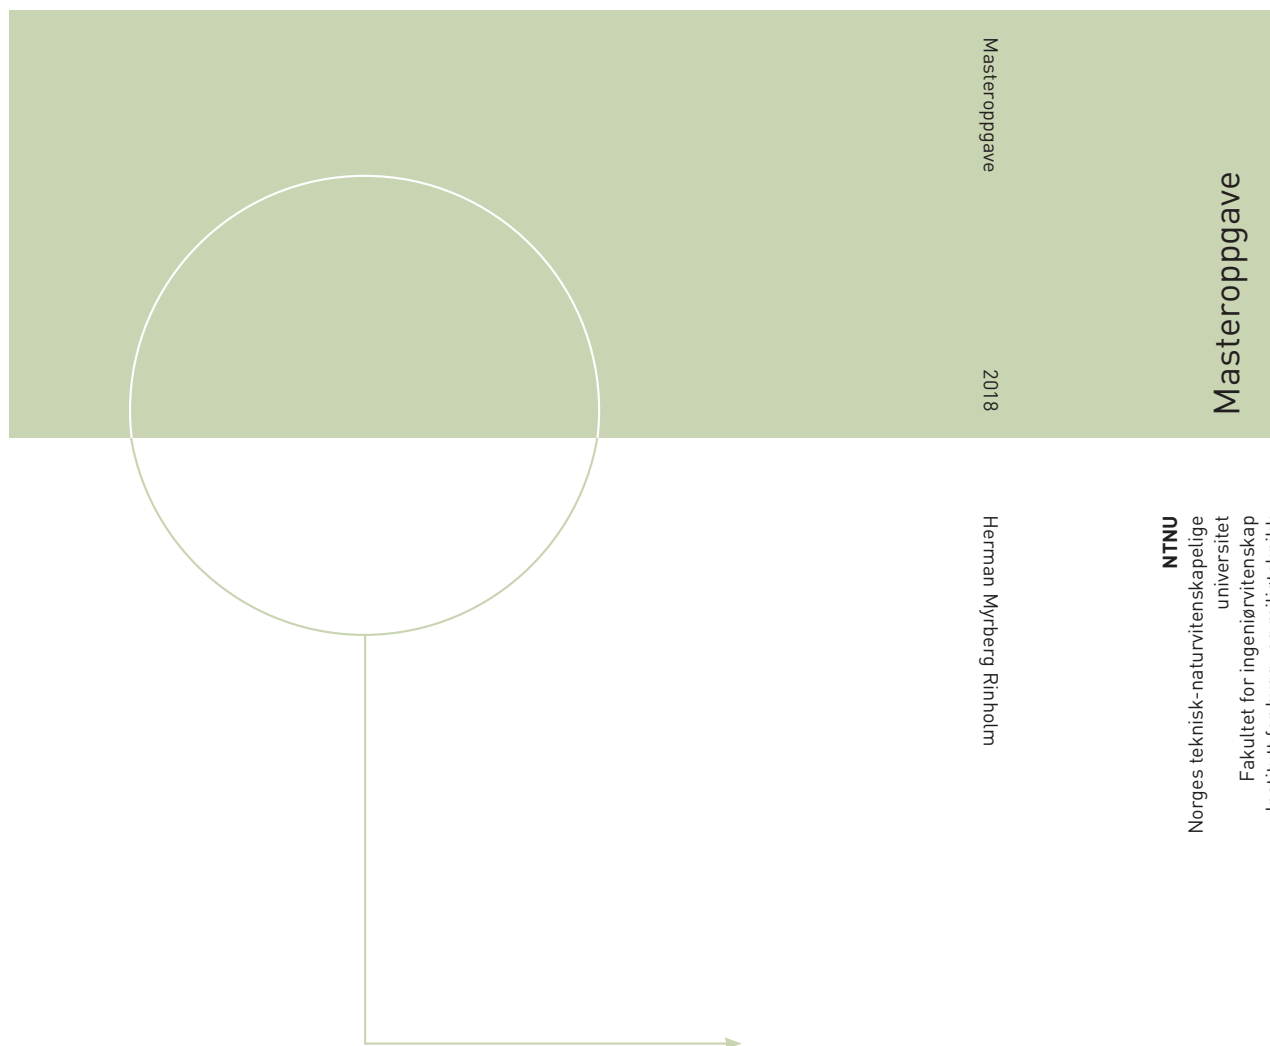 Masteroppgave
2018
Herman Myrberg Rinholm
Masteroppgave
NTNU
Norges teknisk-naturvitenskapelige
universitet
Fakultet for ingeniørvitenskap